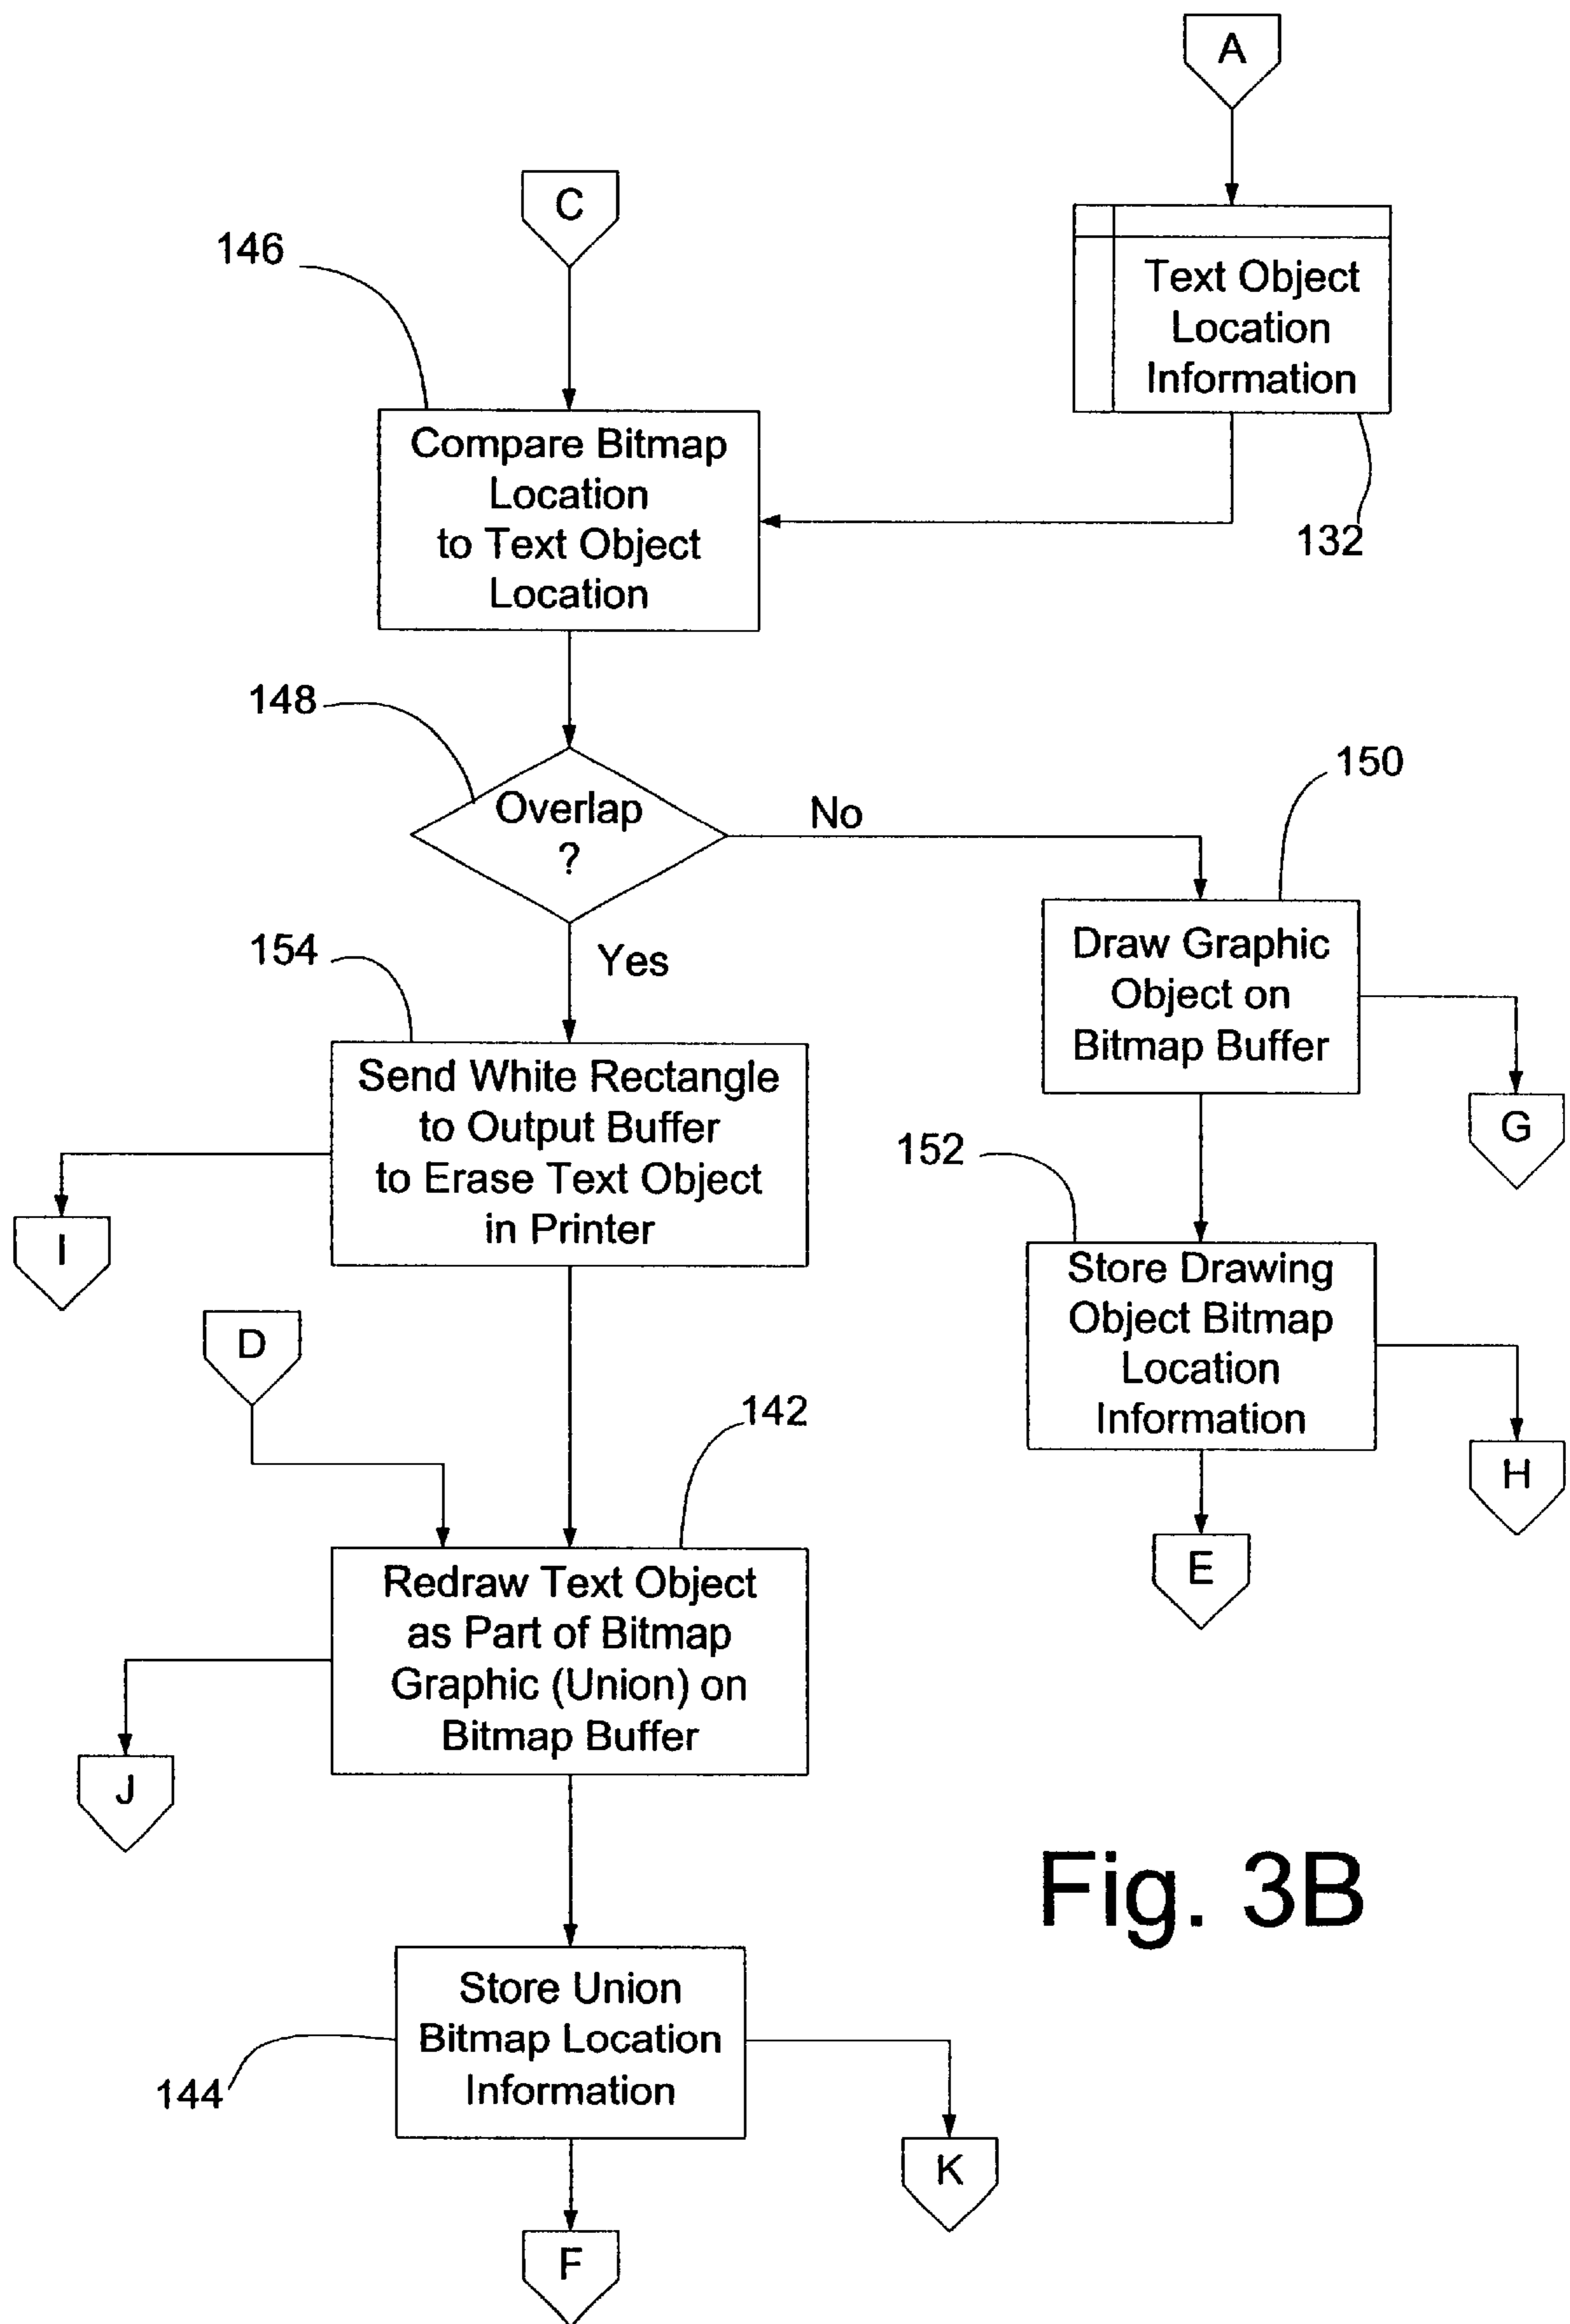 A
C
146
Text Object
Location
Information
Compare Bitmap
Location
to Text Object
Location
132
148
150
Overlap
?
No
154
Yes
Draw Graphic
Object on
Bitmap Buffer
Send White Rectangle
to Output Buffer
to Erase Text Object
in Printer
G
152
I
Store Drawing
Object Bitmap
Location
Information
D
142
H
E
Redraw Text Object
as Part of Bitmap
Graphic (Union) on
Bitmap Buffer
J
Fig. 3B
Store Union
Bitmap Location
Information
144
K
F